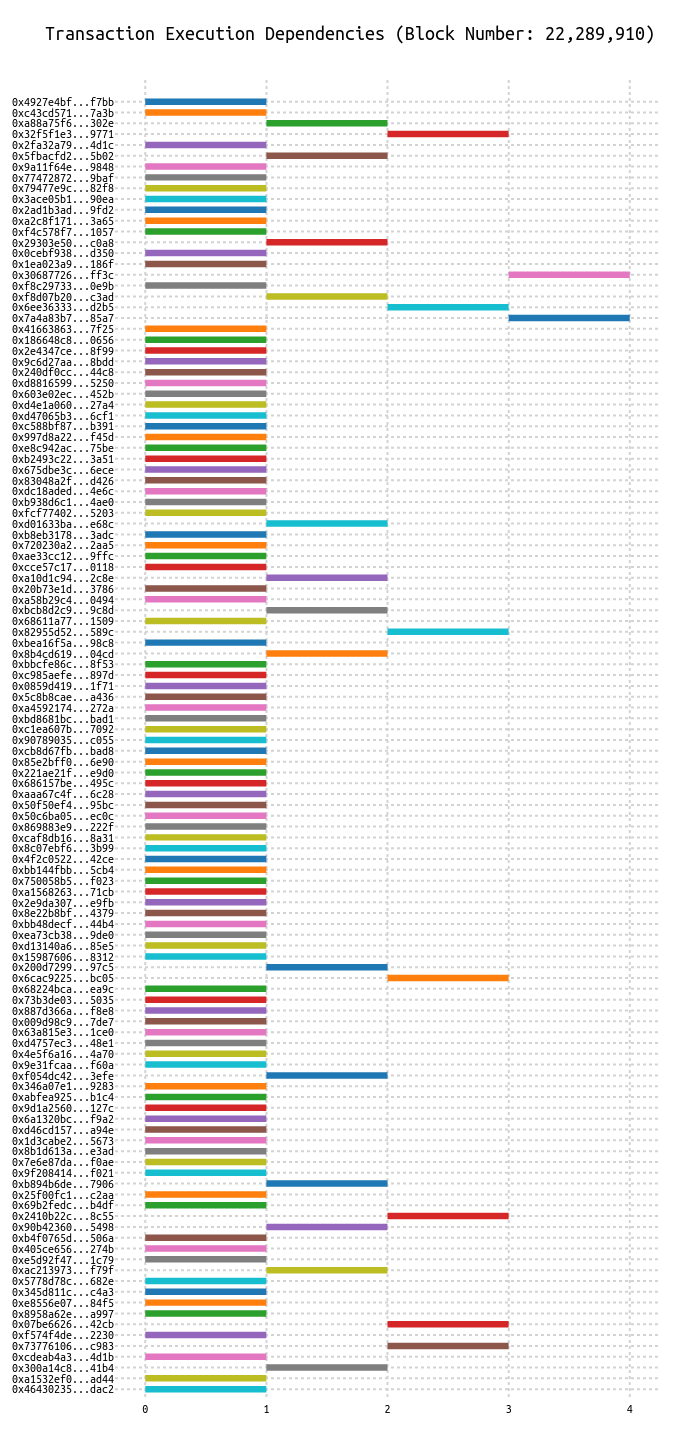 Transaction Execution Dependencies (Block Number: 22,289,910)
0x4927e4bf...f7bb
0xc43cd571...7a3b
0xa88a75f6...302e
0x32f5f1e3...9771
0x2fa32a79...4d1c
0x5fbacfd2...5b02
0x9a11f64e...9848
0x77472872...9baf
0x79477e9c...82f8
0x3ace05b1...90ea
0x2ad1b3ad...9fd2
0xa2c8f171...3a65
0xf4c578f7...1057
0x29303e50...c0a8
0x0cebf938...d350
0x1ea023a9...186f
0x30687726...ff3c
0xf8c29733...0e9b
0xf8d07b20...c3ad
0x6ee36333...d2b5
0x7a4a83b7...85a7
0x41663863...7f25
0x186648c8...0656
0x2e4347ce...8f99
0x9c6d27aa...8bdd
0x240df0cc...44c8
0xd8816599...5250
0x603e02ec...452b
0xd4e1a060...27a4
0xd47065b3...6cf1
0xc588bf87...b391
0x997d8a22...f45d
0xe8c942ac...75be
0xb2493c22...3a51
0x675dbe3c...6ece
0x83048a2f...d426
0xdc18aded...4e6c
0xb938d6c1...4ae0
0xfcf77402...5203
0xd01633ba...e68c
0xb8eb3178...3adc
0x720230a2...2aa5
0xae33cc12...9ffc
0xcce57c17...0118
0xa10d1c94...2c8e
0x20b73e1d...3786
0xa58b29c4...0494
0xbcb8d2c9...9c8d
0x68611a77...1509
0x82955d52...589c
0xbea16f5a...98c8
0x8b4cd619...04cd
0xbbcfe86c...8f53
0xc985aefe...897d
0x0859d419...1f71
0x5c8b8cae...a436
0xa4592174...272a
0xbd8681bc...bad1
0xc1ea607b...7092
0x90789035...c055
0xcb8d67fb...bad8
0x85e2bff0...6e90
0x221ae21f...e9d0
0x686157be...495c
0xaaa67c4f...6c28
0x50f50ef4...95bc
0x50c6ba05...ec0c
0x869883e9...222f
0xcaf8db16...8a31
0x8c07ebf6...3b99
0x4f2c0522...42ce
0xbb144fbb...5cb4
0x750058b5...f023
0xa1568263...71cb
0x2e9da307...e9fb
0x8e22b8bf...4379
0xbb48decf...44b4
0xea73cb38...9de0
0xd13140a6...85e5
0x15987606...8312
0x200d7299...97c5
0x6cac9225...bc05
0x68224bca...ea9c
0x73b3de03...5035
0x887d366a...f8e8
0x009d98c9...7de7
0x63a815e3...1ce0
0xd4757ec3...48e1
0x4e5f6a16...4a70
0x9e31fcaa...f60a
0xf054dc42...3efe
0x346a07e1...9283
0xabfea925...b1c4
0x9d1a2560...127c
0x6a1320bc...f9a2
0xd46cd157...a94e
0x1d3cabe2...5673
0x8b1d613a...e3ad
0x7e6e87da...f0ae
0x9f208414...f021
0xb894b6de...7906
0x25f00fc1...c2aa
0x69b2fedc...b4df
0x2410b22c...8c55
0x90b42360...5498
0xb4f0765d...506a
0x405ce656...274b
0xe5d92f47...1c79
0xac213973...f79f
0x5778d78c...682e
0x345d811c...c4a3
0xe8556e07...84f5
0x8958a62e...a997
0x07be6626...42cb
0xf574f4de...2230
0x73776106...c983
0xcdeab4a3...4d1b
0x300a14c8...41b4
0xa1532ef0...ad44
0x46430235...dac2
0 1 2 3 4